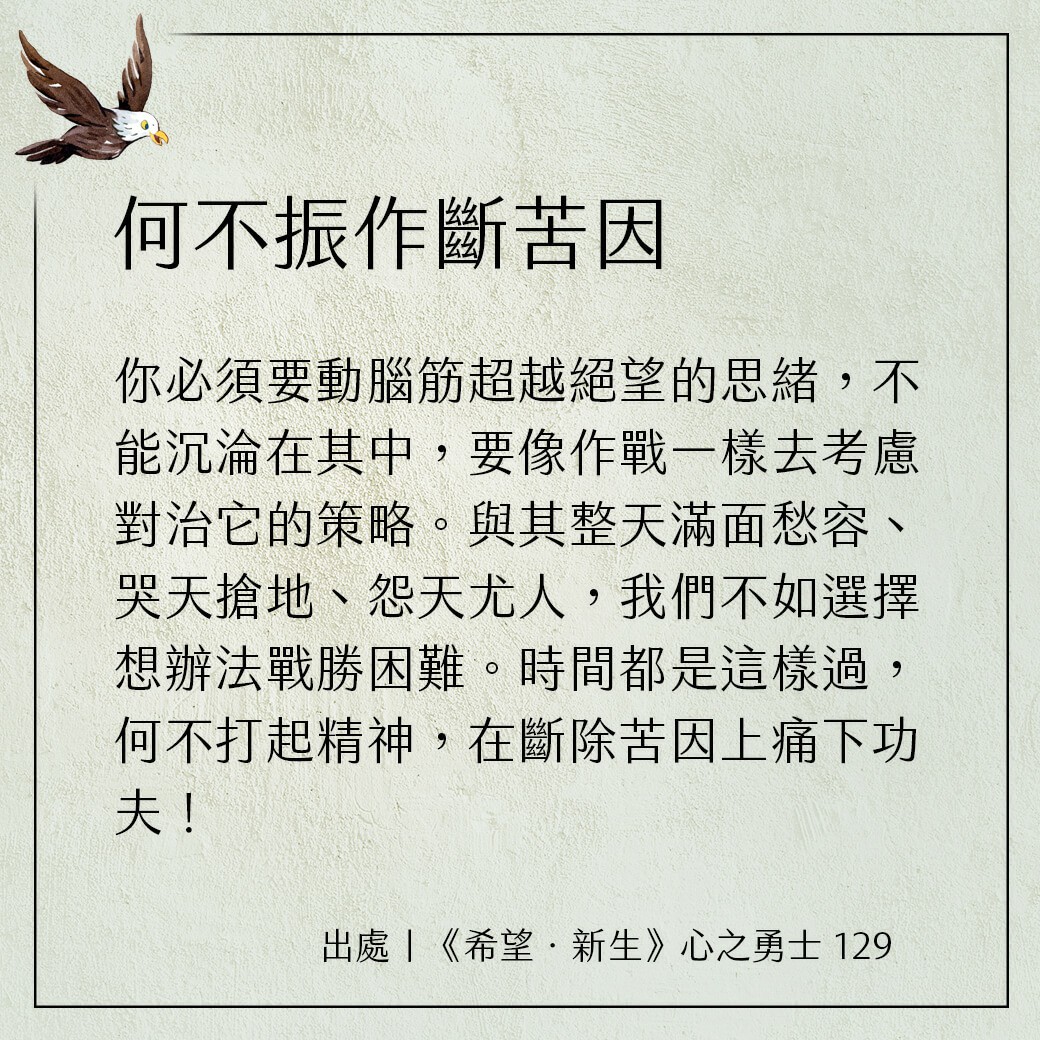 何不振作斷苦因
你必須要動腦筋超越絕望的思緒，不
能沉淪在其中，要像作戰一樣去考慮
對治它的策略。與其整天滿面愁容、
哭天搶地、怨天尤人，我們不如選擇
想辦法戰勝困難。時間都是這樣過，
何不打起精神，在斷除苦因上痛下功
夫！
出處｜《希望．新生》心之勇士 129